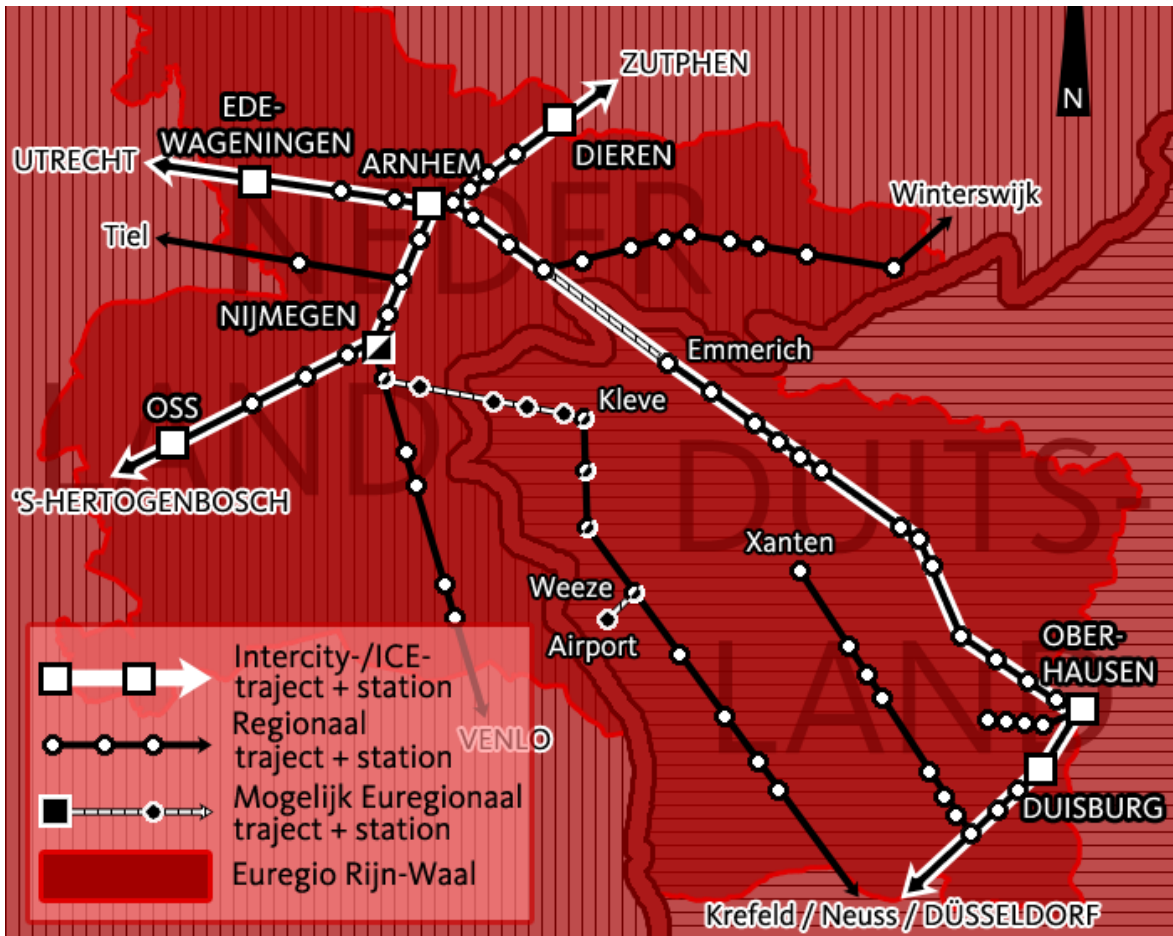 ZUTPHEN
EDE-
WAGENINGEN
UTRECHT
ARNHEM
DIEREN
N
Winterswijk
Tiel
NEDER
LAND
NIJMEGEN
Emmerich
Kleve
OSS
'S-HERTOGENBOSCH
DUITS-
LAND
Xanten
Weeze
Airport
OBER-
HAUSEN
VENLO
DUISBURG
Krefeld / Neuss / DÜSSELDORF
Intercity-/ICE-
traject + station
Regionaal
traject + station
Mogelijk Euregionaal
traject + station
Euregio Rijn-Waal